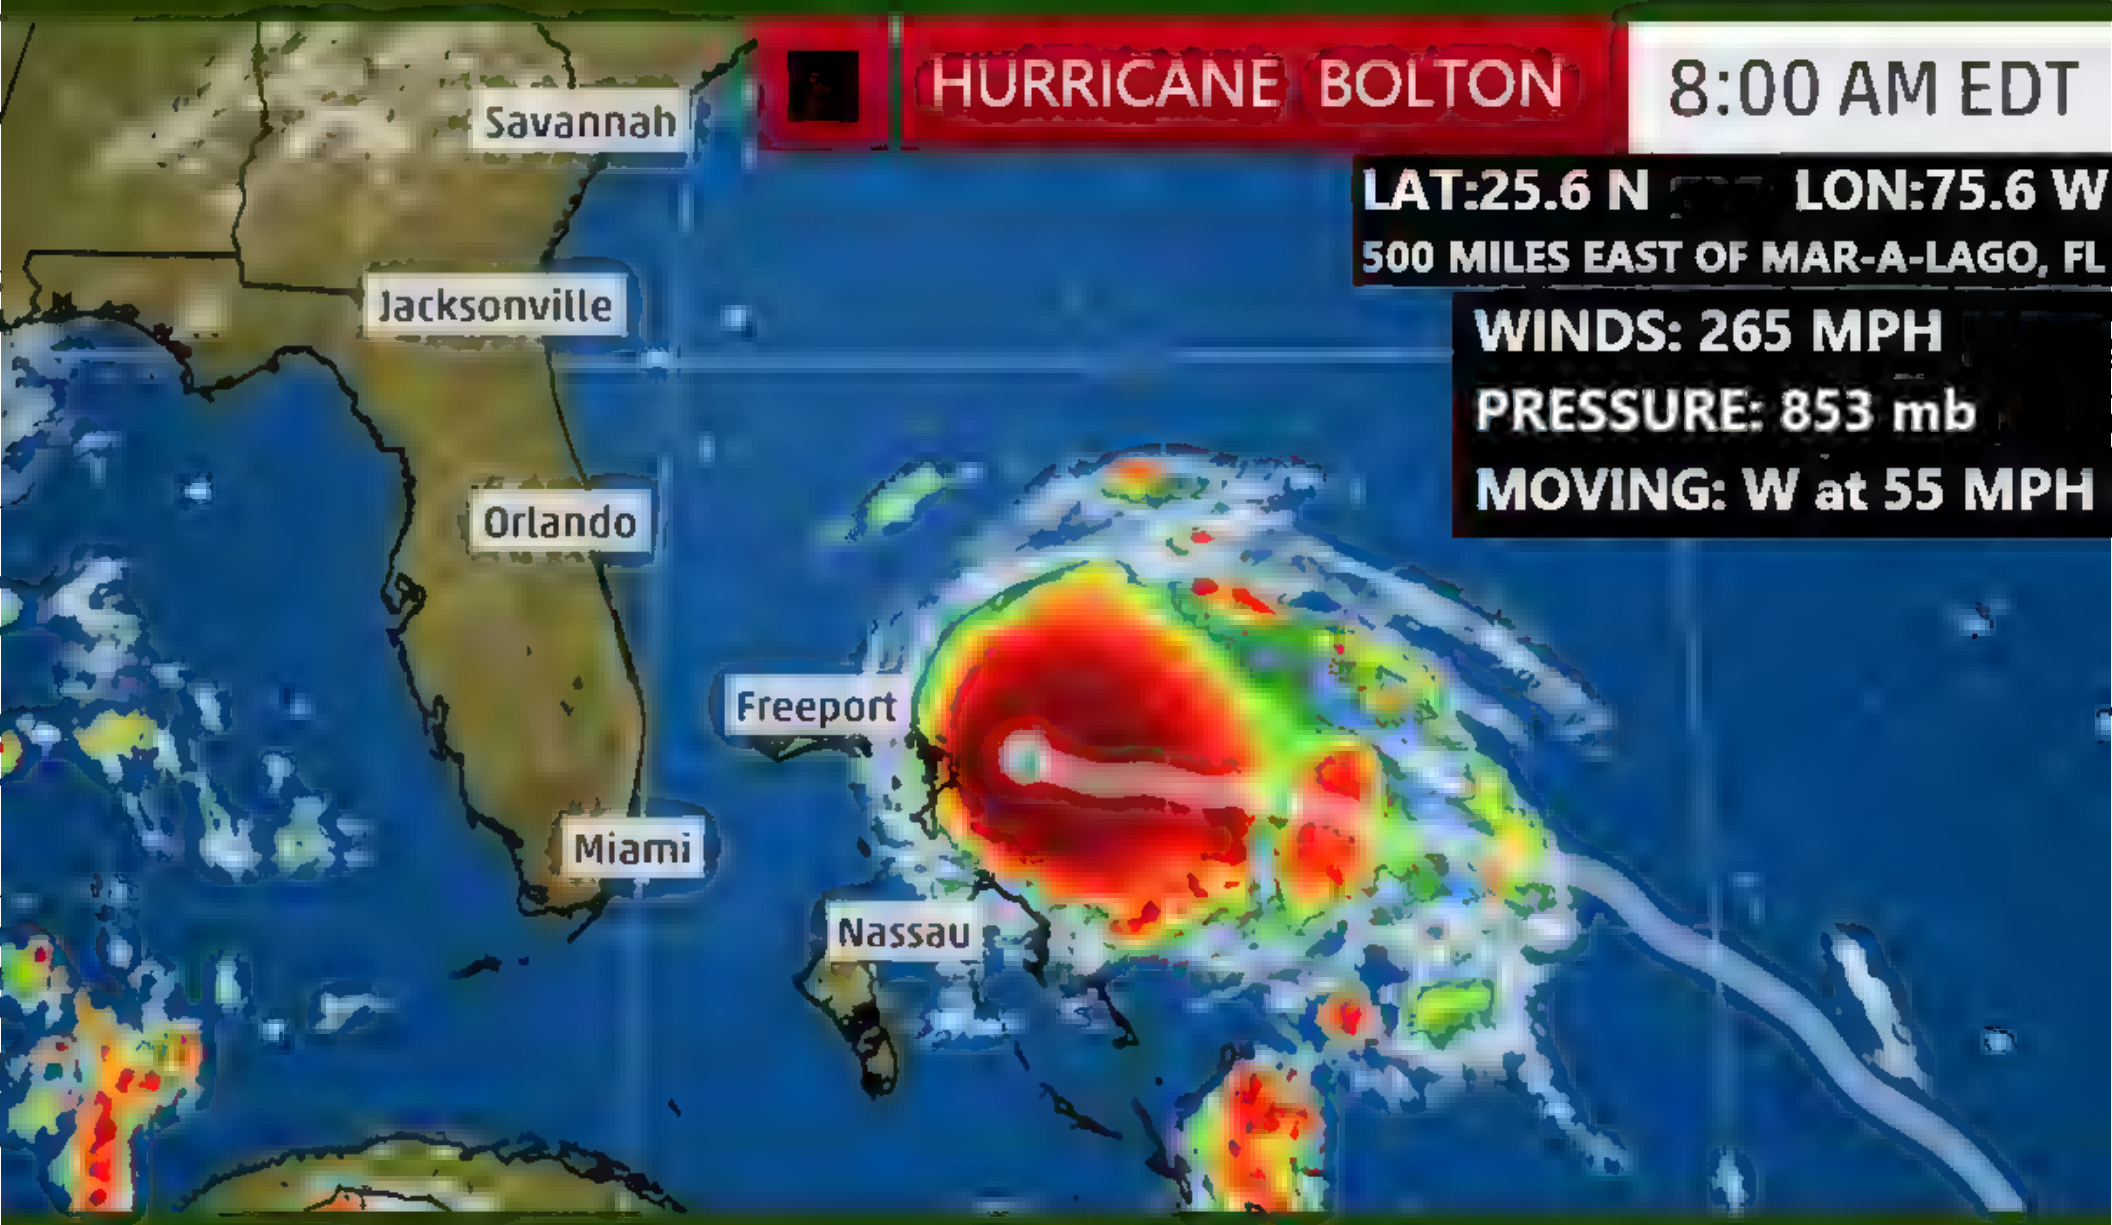 HURRICANE BOLTON
8:00 AM EDT
LAT:25.6 N LON:75.6 W
500 MILES EAST OF MAR-A-LAGO, FL
WINDS: 265 MPH
PRESSURE: 853 mb
MOVING: W at 55 MPH
Savannah
Jacksonville
Orlando
Freeport
Miami
Nassau